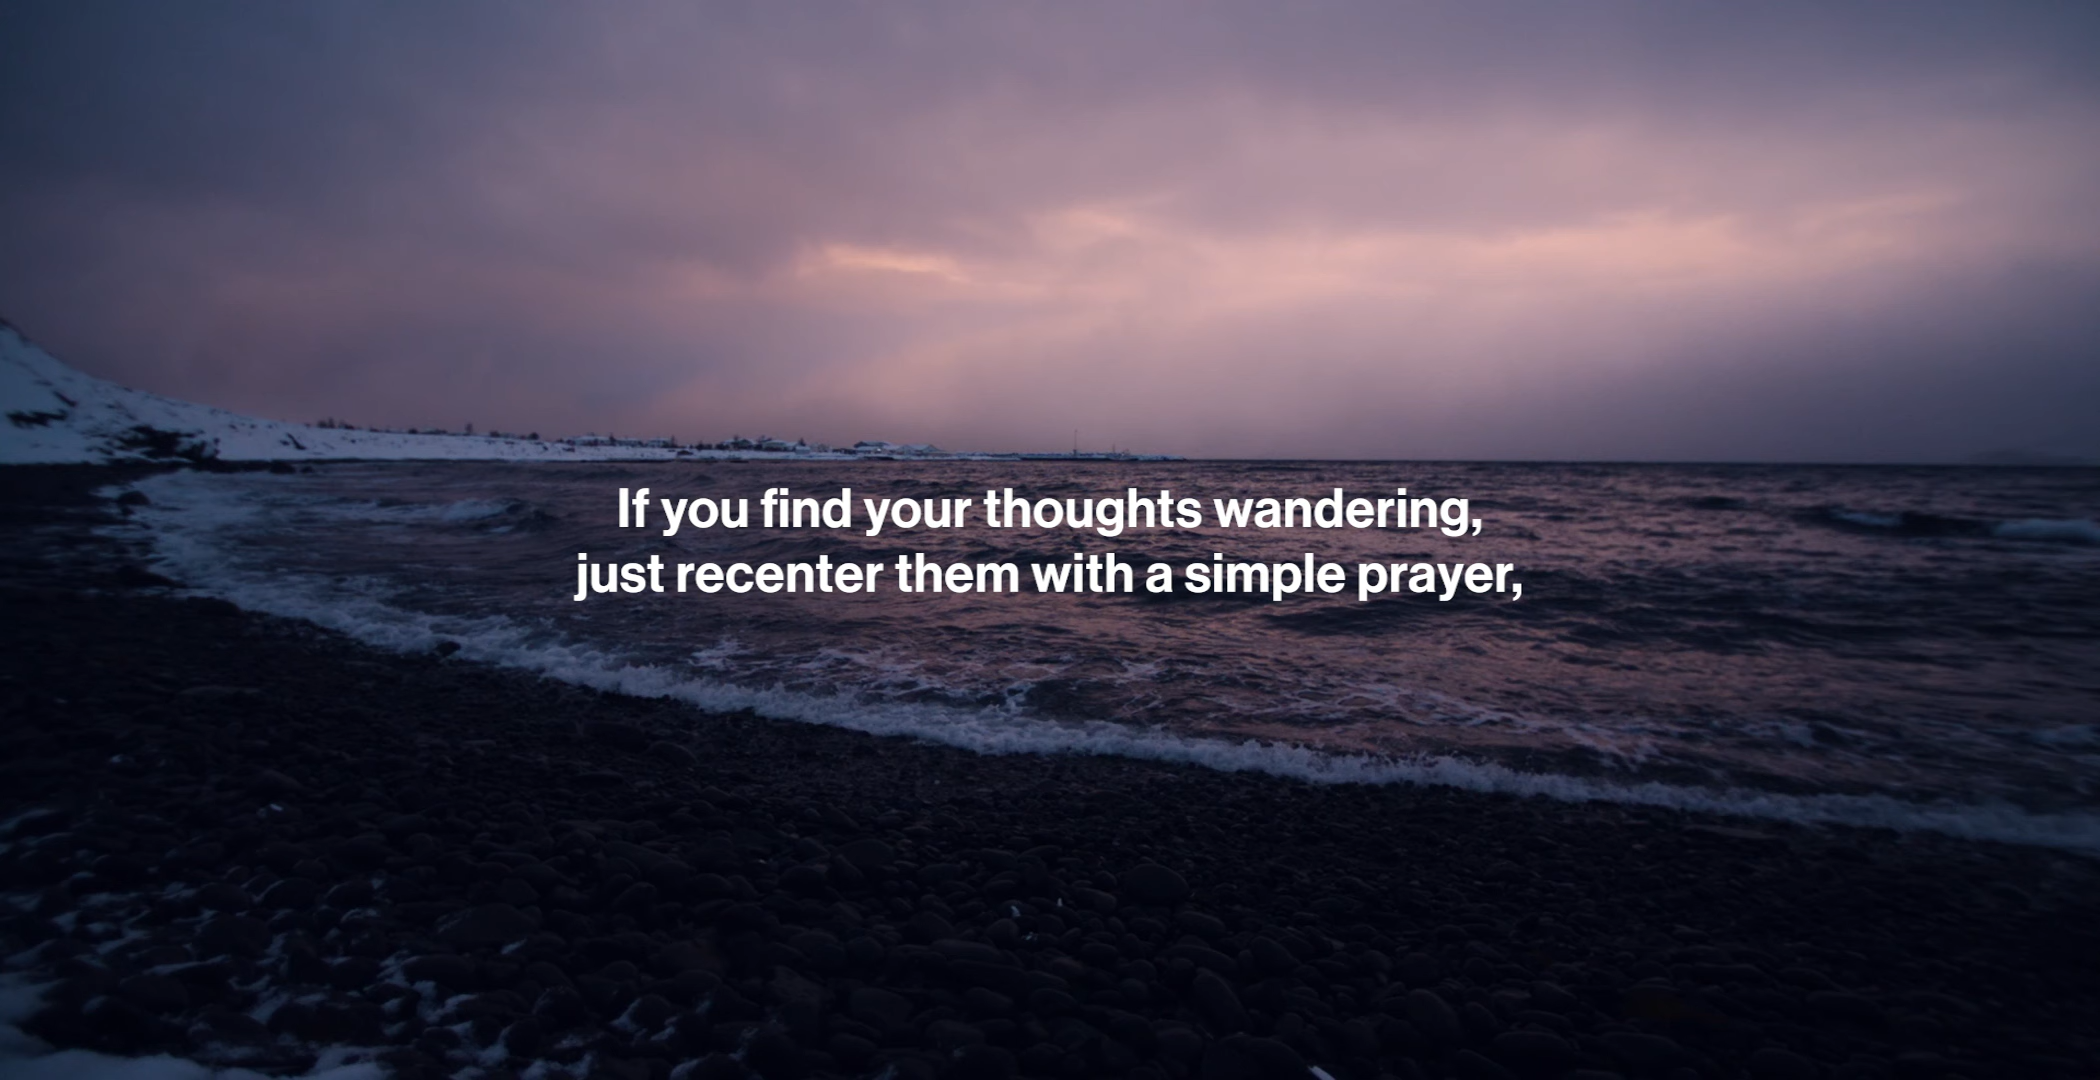 If you find your thoughts wandering,
just recenter them with a simple prayer,